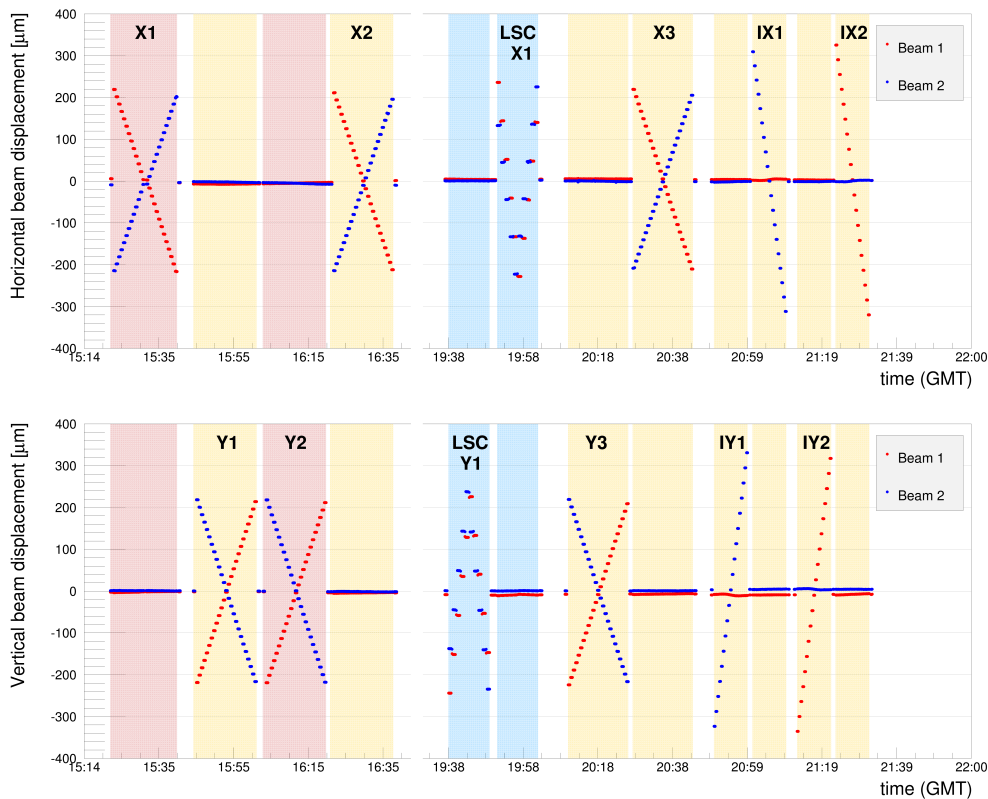 Horizontal beam displacement [μm]
400
300
200
100
0
-100
-200
-300
-400
X1
X2
LSC
X1
X3
IX1
IX2
Beam 1
Beam 2
15:14
15:35
15:55
16:15
16:35
19:38
19:58
20:18
20:38
20:59
21:19
21:39
22:00
time (GMT)
Vertical beam displacement [μm]
400
300
200
100
0
-100
-200
-300
-400
Y1
Y2
LSC
Y1
Y3
IY1
IY2
Beam 1
Beam 2
15:14
15:35
15:55
16:15
16:35
19:38
19:58
20:18
20:38
20:59
21:19
21:39
22:00
time (GMT)